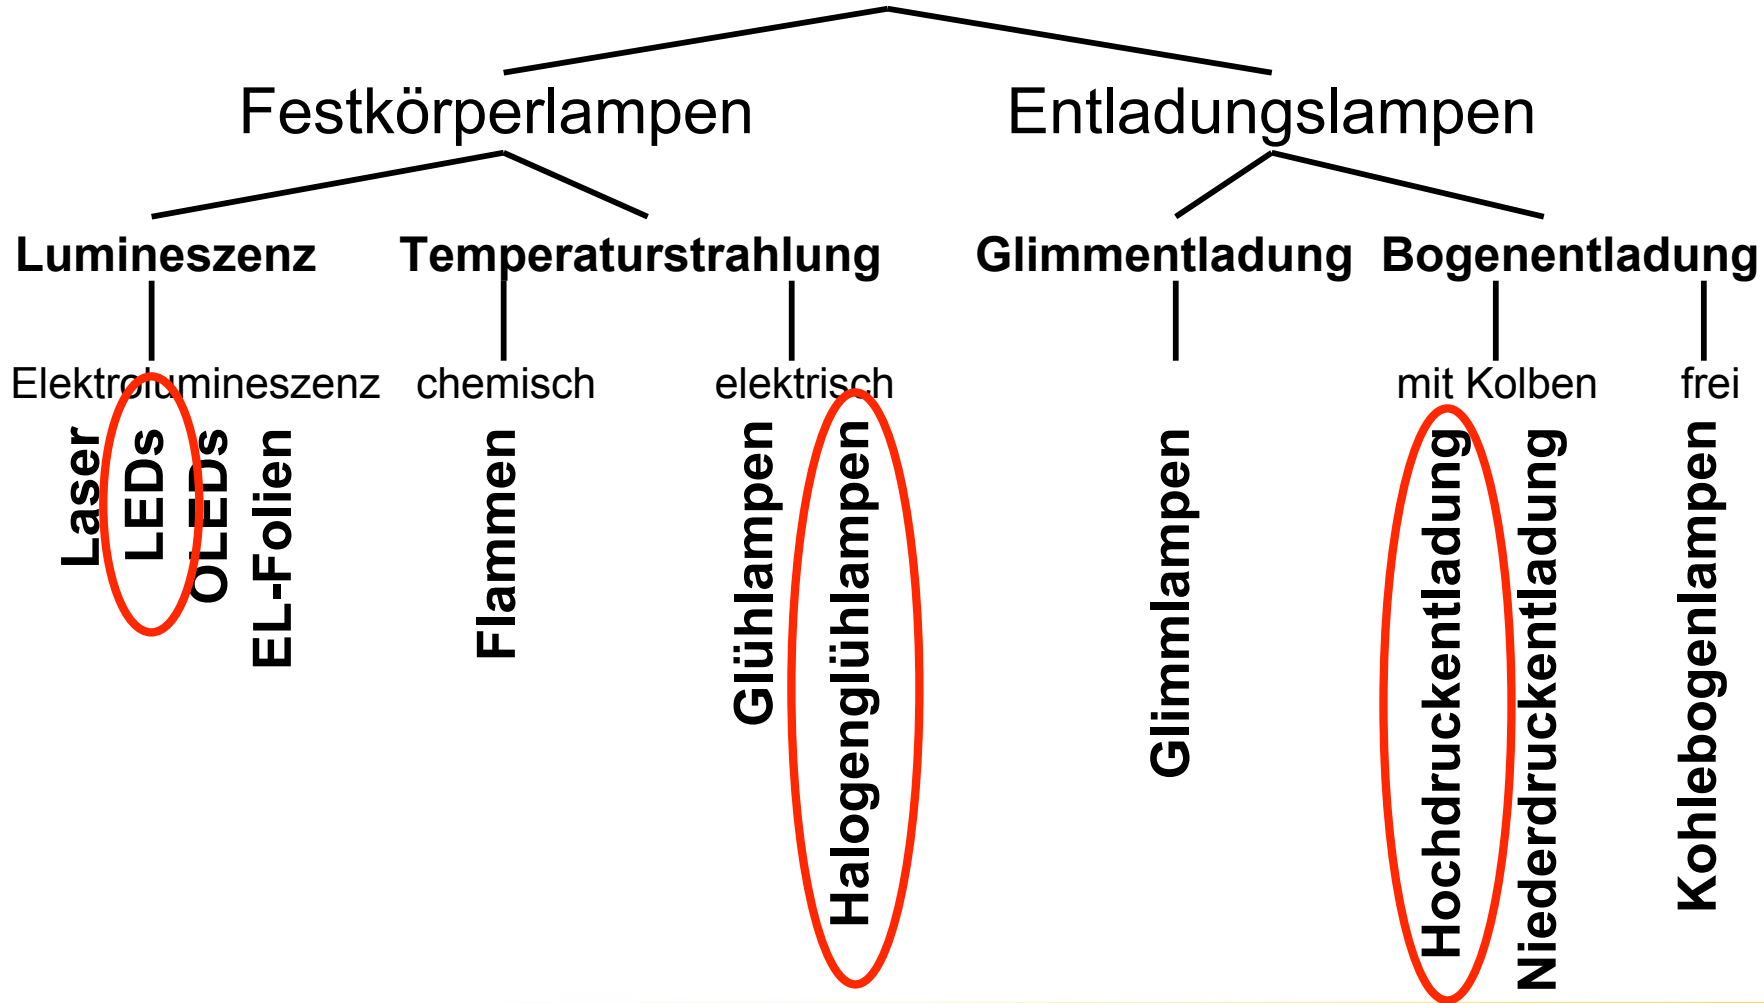 Festkörperlampen
Entladungslampen
Lumineszenz
Temperaturstrahlung
Glimmentladung
Bogenentladung
Elektrolumineszenz
chemisch
elektrisch
mit Kolben
frei
Laser
LEDs
OLEDs
EL-Folien
Flammen
Glühlampen
Halogenglühlampen
Glimmlampen
Hochdruckentladung
Niederdruckentladung
Kohlebogenlampen